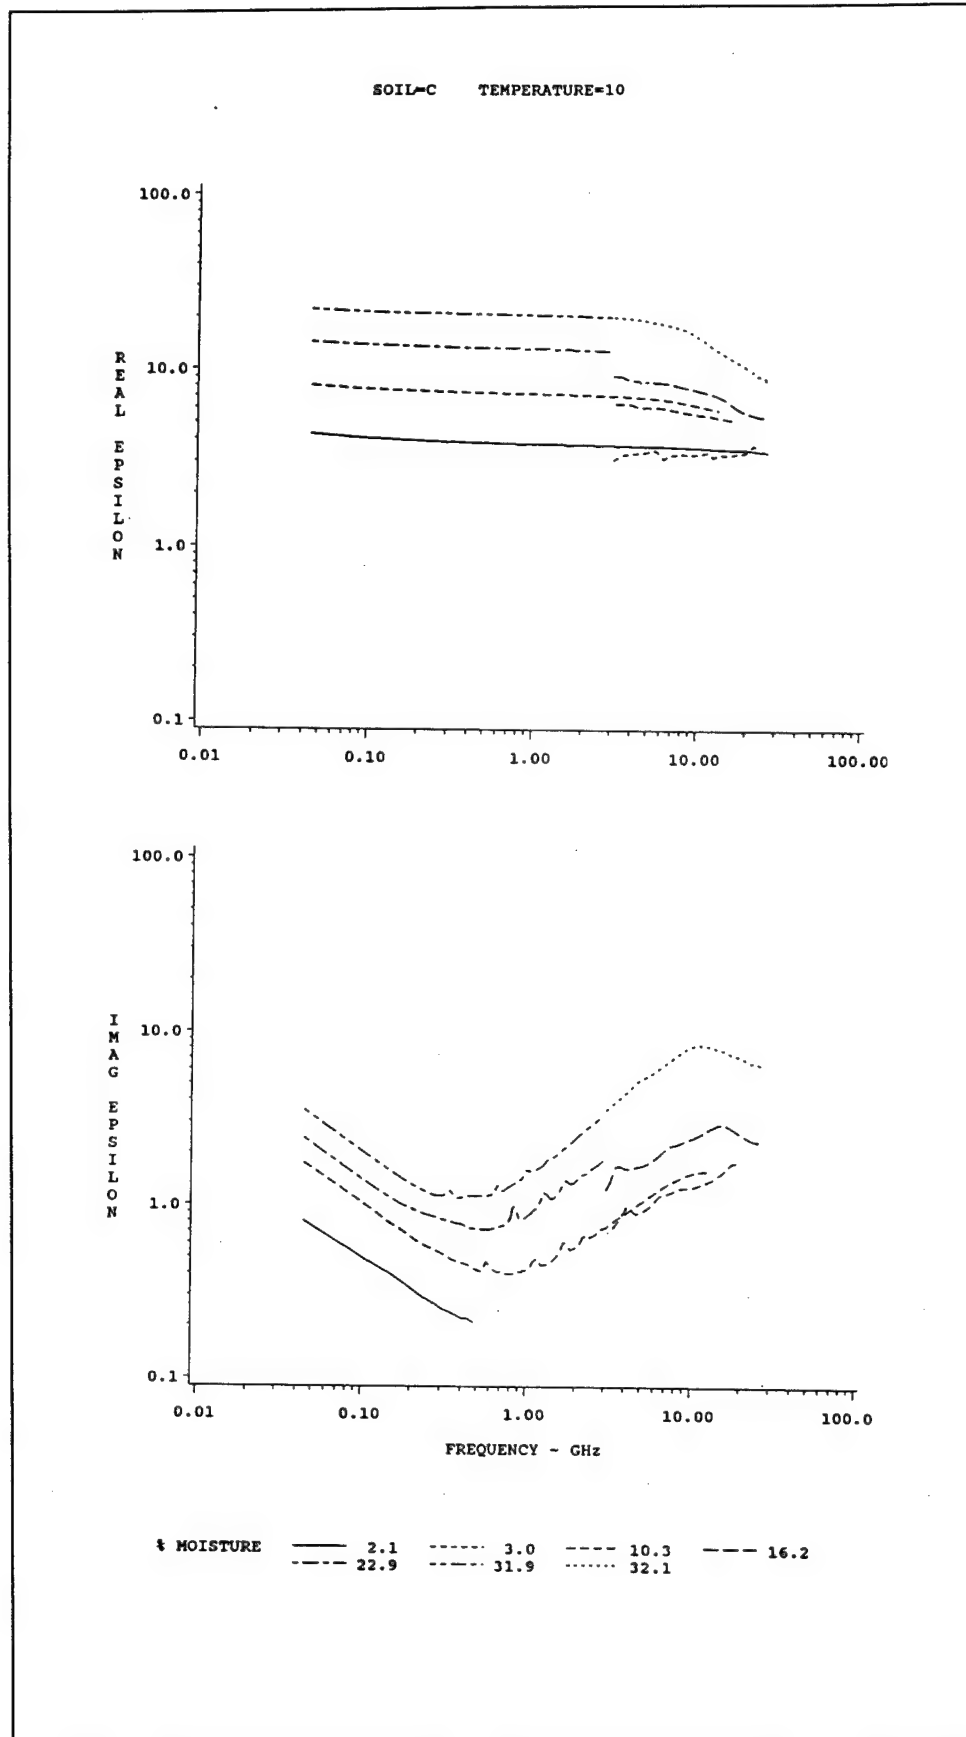 SOIL=C TEMPERATURE=10
100.0
10.0
1.0
0.1
REAL EPSILON
0.01 0.10 1.00 10.00 100.00
100.0
10.0
1.0
0.1
IMAG EPSILON
0.01 0.10 1.00 10.00 100.0
FREQUENCY ~ GHz
% MOISTURE 2.1 3.0 10.3 16.2
22.9 31.9 32.1